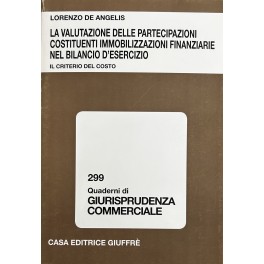 LORENZO DE ANGELIS
LA VALUTAZIONE DELLE PARTECIPAZIONI
COSTITUENTI IMMOBILIZZAZIONI FINANZIARIE
NEL BILANCIO D'ESERCIZIO
IL CRITERIO DEL COSTO
299
Quaderni di
GIURISPRUDENZA
COMMERCIALE
CASA EDITRICE GIUFFRÈ